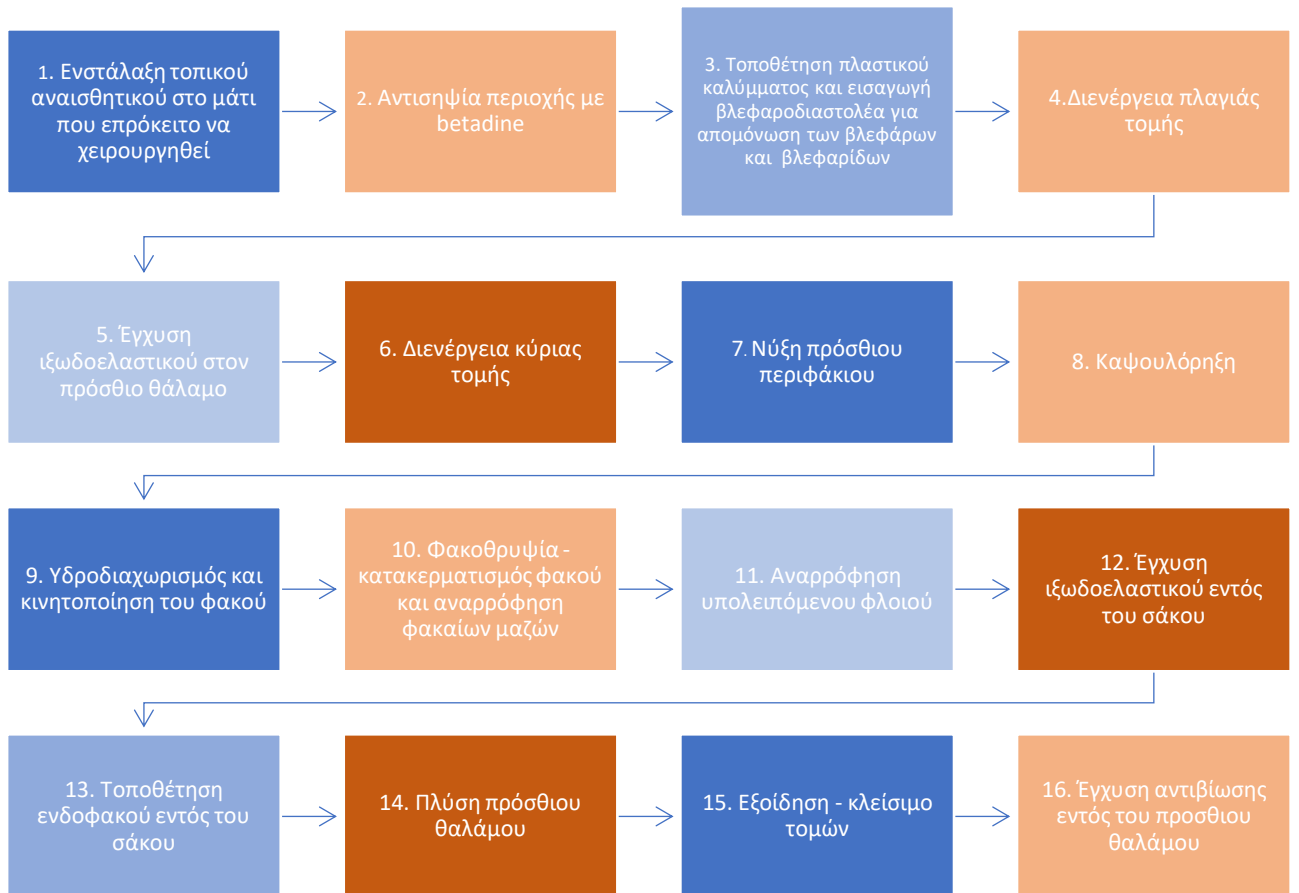 1. Ενστάλαξη τοπικού
αναισθητικού στο μάτι
που επρόκειτο να
χειρουργηθεί
2. Αντισηψία περιοχής με
betadine
3. Τοποθέτηση πλαστικού
καλύμματος και εισαγωγή
βλεφαροδιαστολέα για
απομόνωση των βλεφάρων
και βλεφαρίδων
4.Διενέργεια πλαγιάς
τομής
5. Έγχυση
ιξωδοελαστικού στον
πρόσθιο θάλαμο
6. Διενέργεια κύριας
τομής
7. Νύξη πρόσθιου
περιφάκιου
8. Καψουλόρηξη
9. Υδροδιαχωρισμός και
κινητοποίηση του φακού
10. Φακοθρυψία -
κατακερματισμός φακού
και αναρρόφηση
φακαίων μαζών
11. Αναρρόφηση
υπολειπόμενου φλοιού
12. Έγχυση
ιξωδοελαστικού εντός
του σάκου
13. Τοποθέτηση
ενδοφακού εντός του
σάκου
14. Πλύση πρόσθιου
θαλάμου
15. Εξοίδηση - κλείσιμο
τομών
16. Έγχυση αντιβίωσης
εντός του προσθιου
θαλάμου